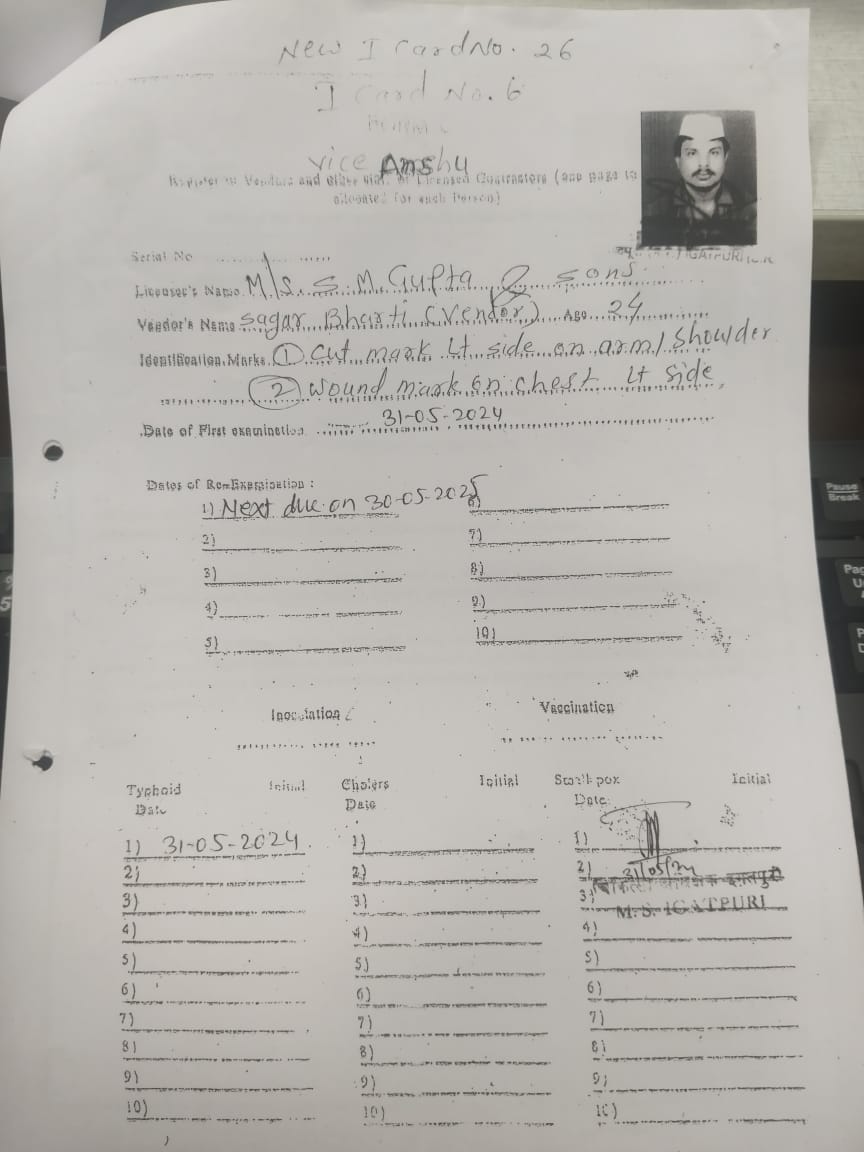 New I Card No. 26
I Card No. 6
Vice Anshu
Register of Vendors and other of Licensed Contractors (one page to
allocated for each Person)
IGATPURI
Serial No ............
Licensee's Name M/s. S. M. Gupta & sons.
Vendor's Name Sagar Bharti (Vendor) Age 24
Identification Marks ① Cut mark Lt side on arm/shoulder
② Wound mark on chest Lt side,
Date of First examination 31-05-2024
Dates of Re-Examination :
1) Next due on 30-05-2025 6)
2) 7)
3) 8)
4) 9)
5) 10)
Inoculation Vaccination
Typhoid Initial Cholera Initial Small pox Initial
Date Date Date
1) 31-05-2024 1) 1)
2) 2) 2) 31/05/24
3) 3) 3)
M.S. IGATPURI
4) 4) 4)
5) 5) 5)
6) 6) 6)
7) 7) 7)
8) 8) 8)
9) 9) 9)
10) 10) 10)
Pause
Break